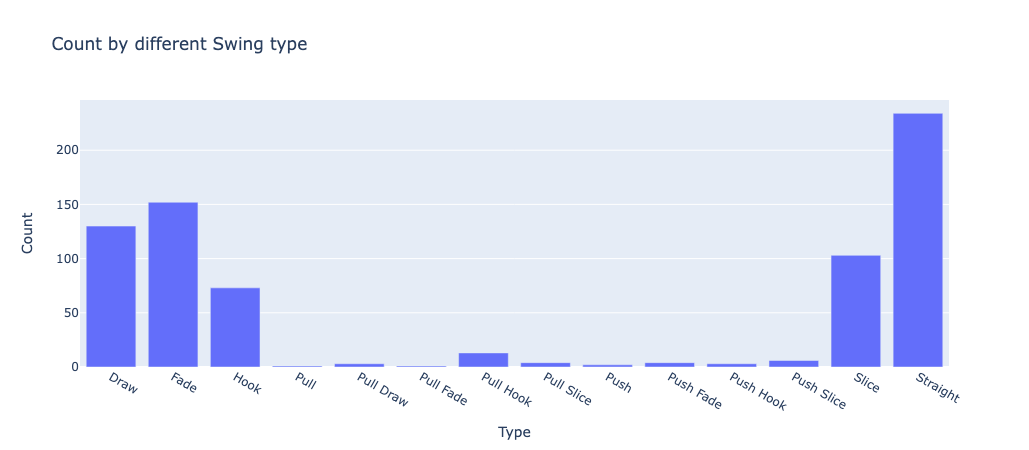 Count by different Swing type
Count
200
150
100
50
0
Draw
Fade
Hook
Pull
Pull Draw
Pull Fade
Pull Hook
Pull Slice
Push
Push Fade
Push Hook
Push Slice
Slice
Straight
Type